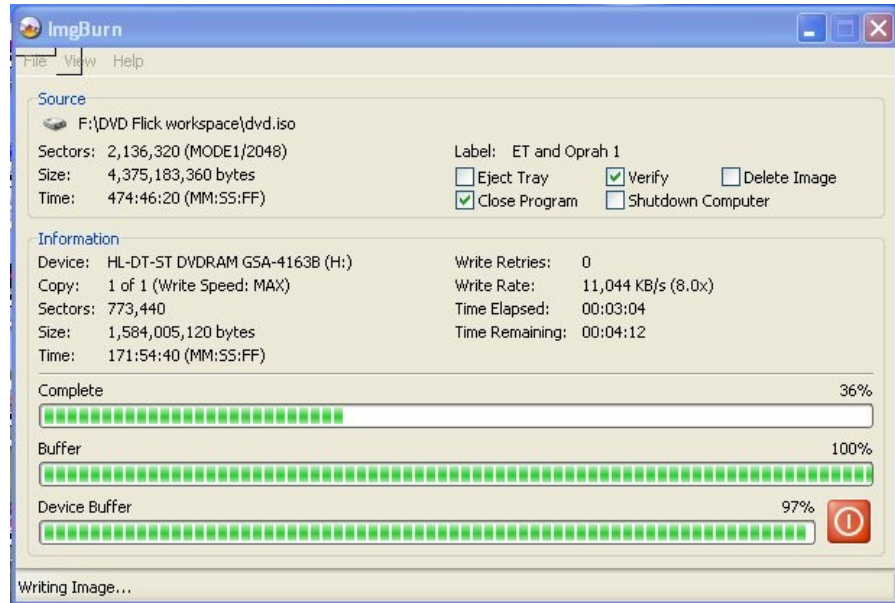 ImgBurn
File View Help
Source
F:\DVD Flick workspace\dvd.iso
Sectors: 2,136,320 (MODE1/2048) Label: ET and Oprah 1
Size: 4,375,183,360 bytes Eject Tray Verify Delete Image
Time: 474:46:20 (MM:SS:FF) Close Program Shutdown Computer
Information
Device: HL-DT-ST DVDRAM GSA-4163B (H:) Write Retries: 0
Copy: 1 of 1 (Write Speed: MAX) Write Rate: 11,044 KB/s (8.0x)
Sectors: 773,440 Time Elapsed: 00:03:04
Size: 1,584,005,120 bytes Time Remaining: 00:04:12
Time: 171:54:40 (MM:SS:FF)
Complete 36%
Buffer 100%
Device Buffer 97%
Writing Image...